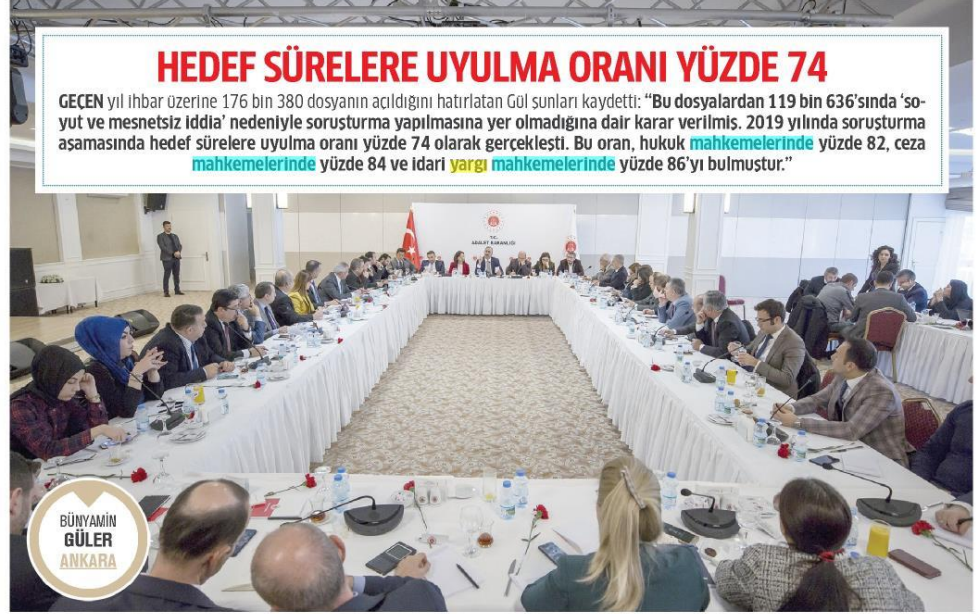 HEDEF SÜRELERE UYULMA ORANI YÜZDE 74
GEÇEN yıl ihbar üzerine 176 bin 380 dosyanın açıldığını hatırlatan Gül şunları kaydetti: “Bu dosyalardan 119 bin 636’sında ‘so-
yut ve mesnetsiz iddia’ nedeniyle soruşturma yapılmasına yer olmadığına dair karar verilmiş. 2019 yılında soruşturma
aşamasında hedef sürelere uyulma oranı yüzde 74 olarak gerçekleşti. Bu oran, hukuk mahkemelerinde yüzde 82, ceza
mahkemelerinde yüzde 84 ve idari yargı mahkemelerinde yüzde 86’yı bulmuştur.”
T.C.
ADALET BAKANLIĞI
BÜNYAMİN
GÜLER
ANKARA